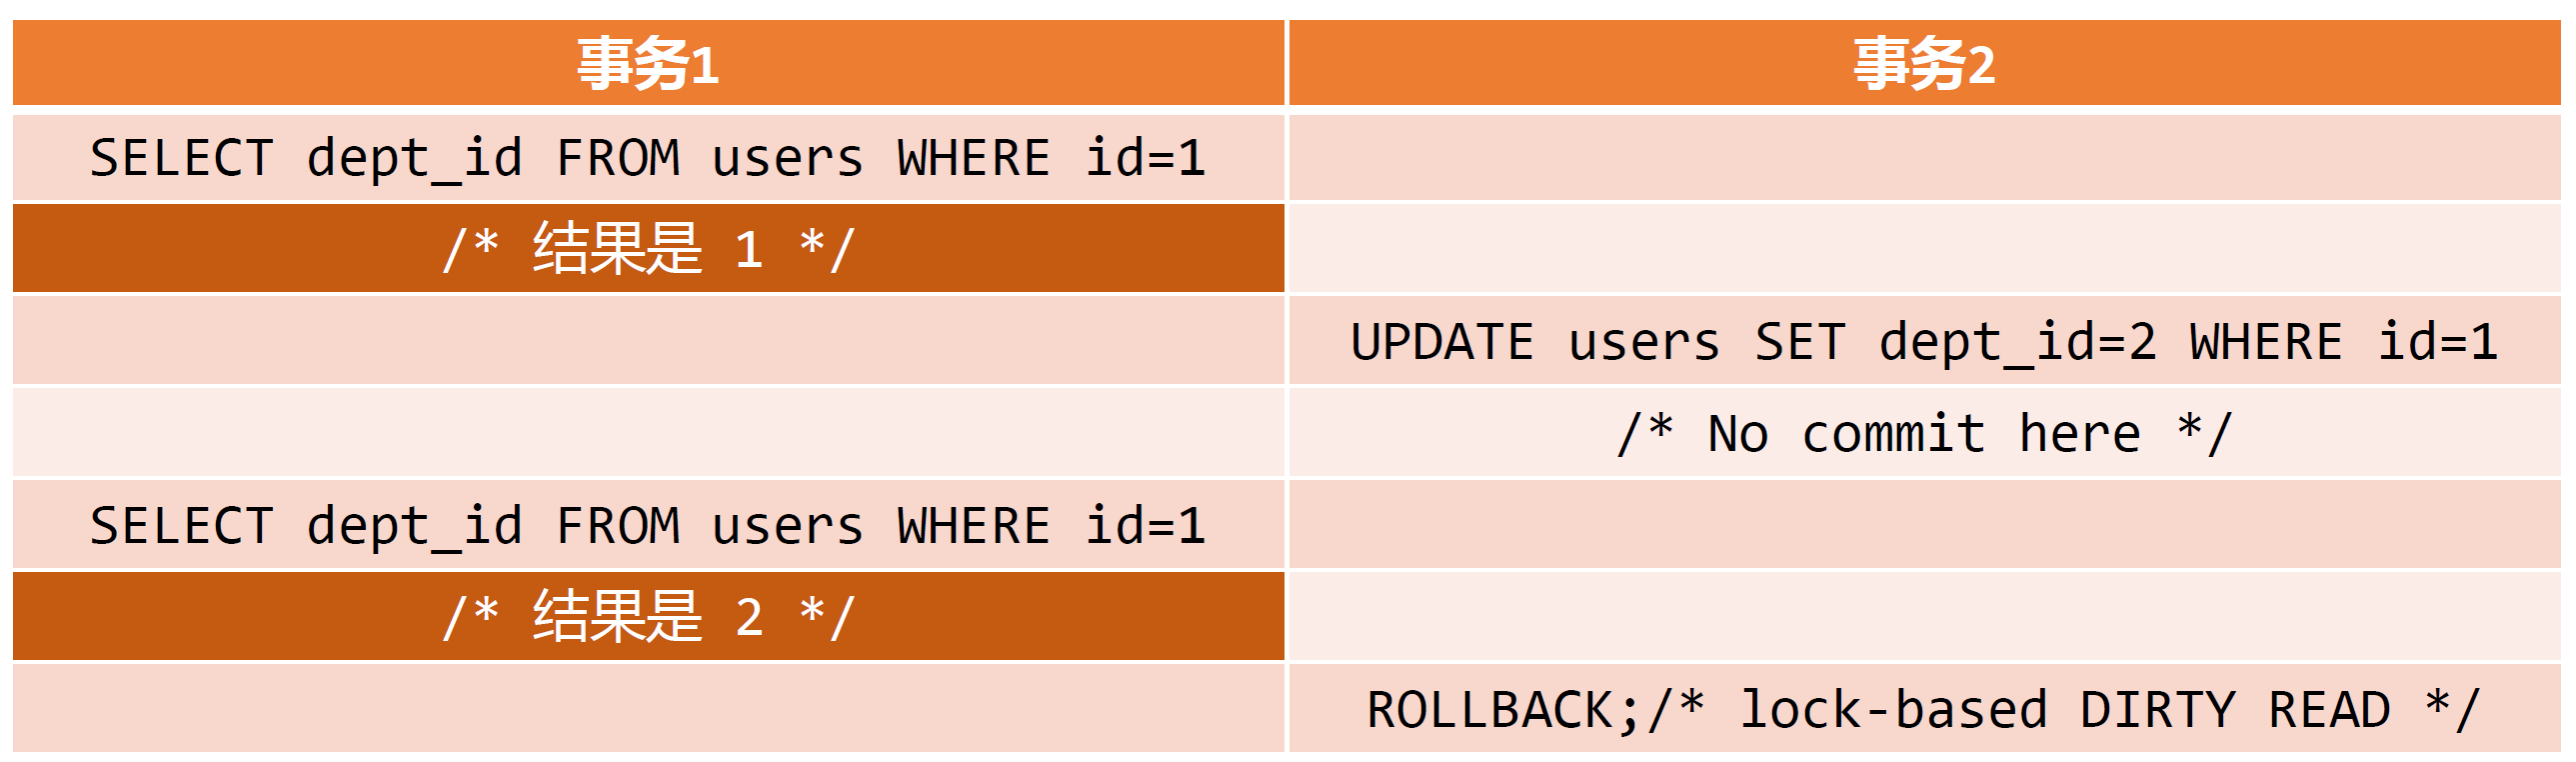 事务1
事务2
SELECT dept_id FROM users WHERE id=1
/* 结果是 1 */
UPDATE users SET dept_id=2 WHERE id=1
/* No commit here */
SELECT dept_id FROM users WHERE id=1
/* 结果是 2 */
ROLLBACK;/* lock-based DIRTY READ */